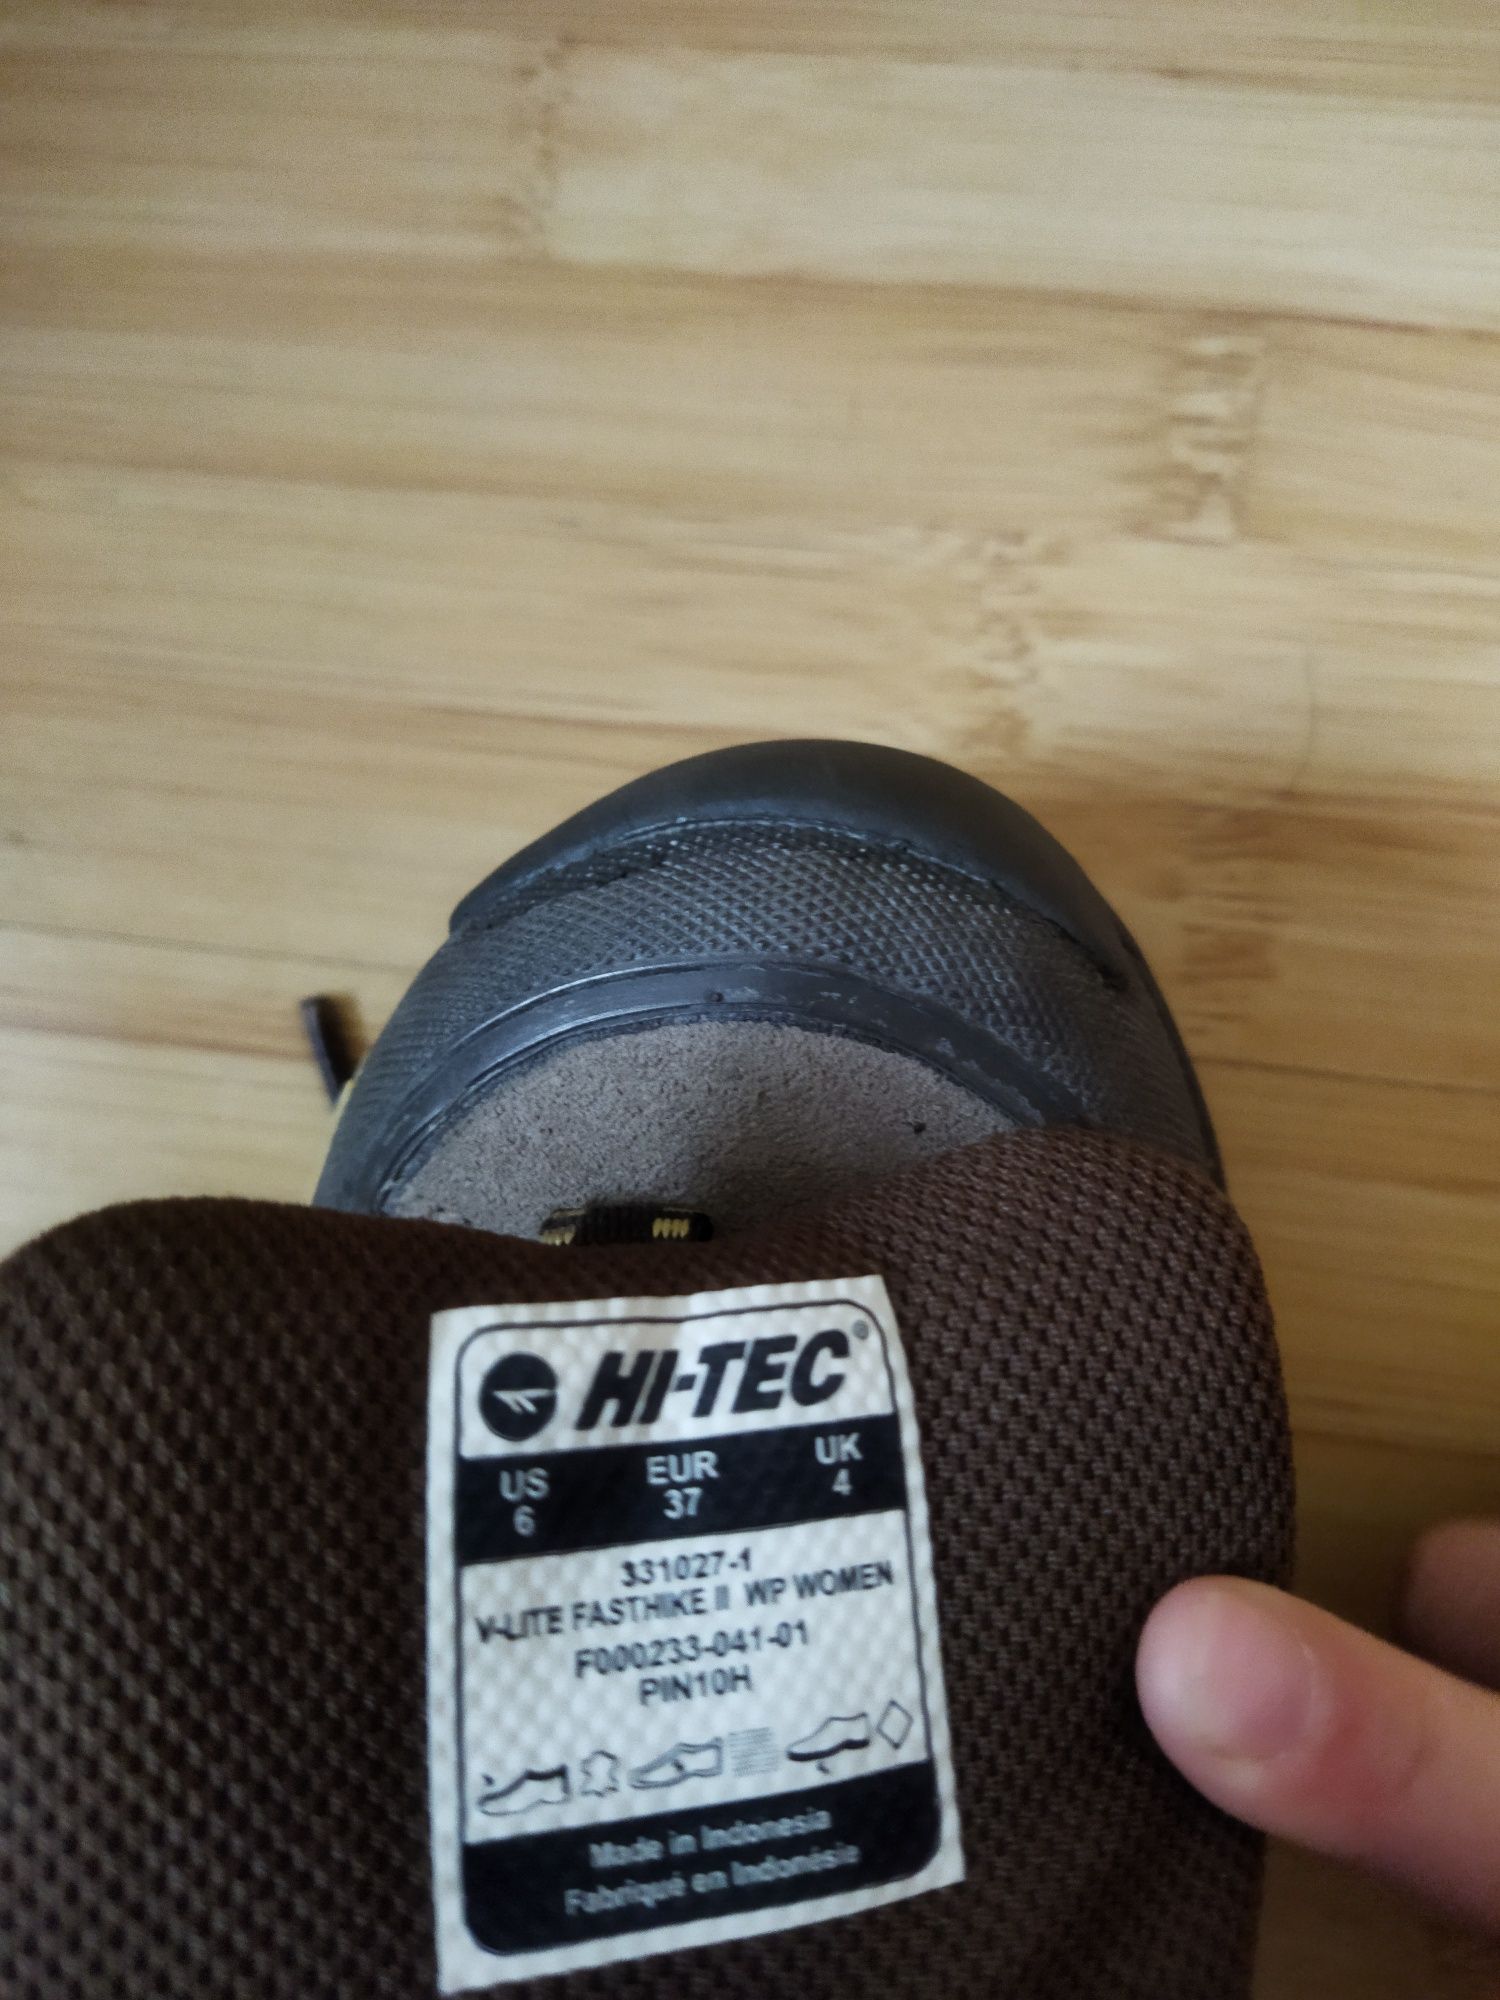 HI-TEC®
US EUR UK
6 37 4
331027-1
V-LITE FASTHIKE II WP WOMEN
F000233-041-01
PIN10H
Made in Indonesia
Fabriqué en Indonésie